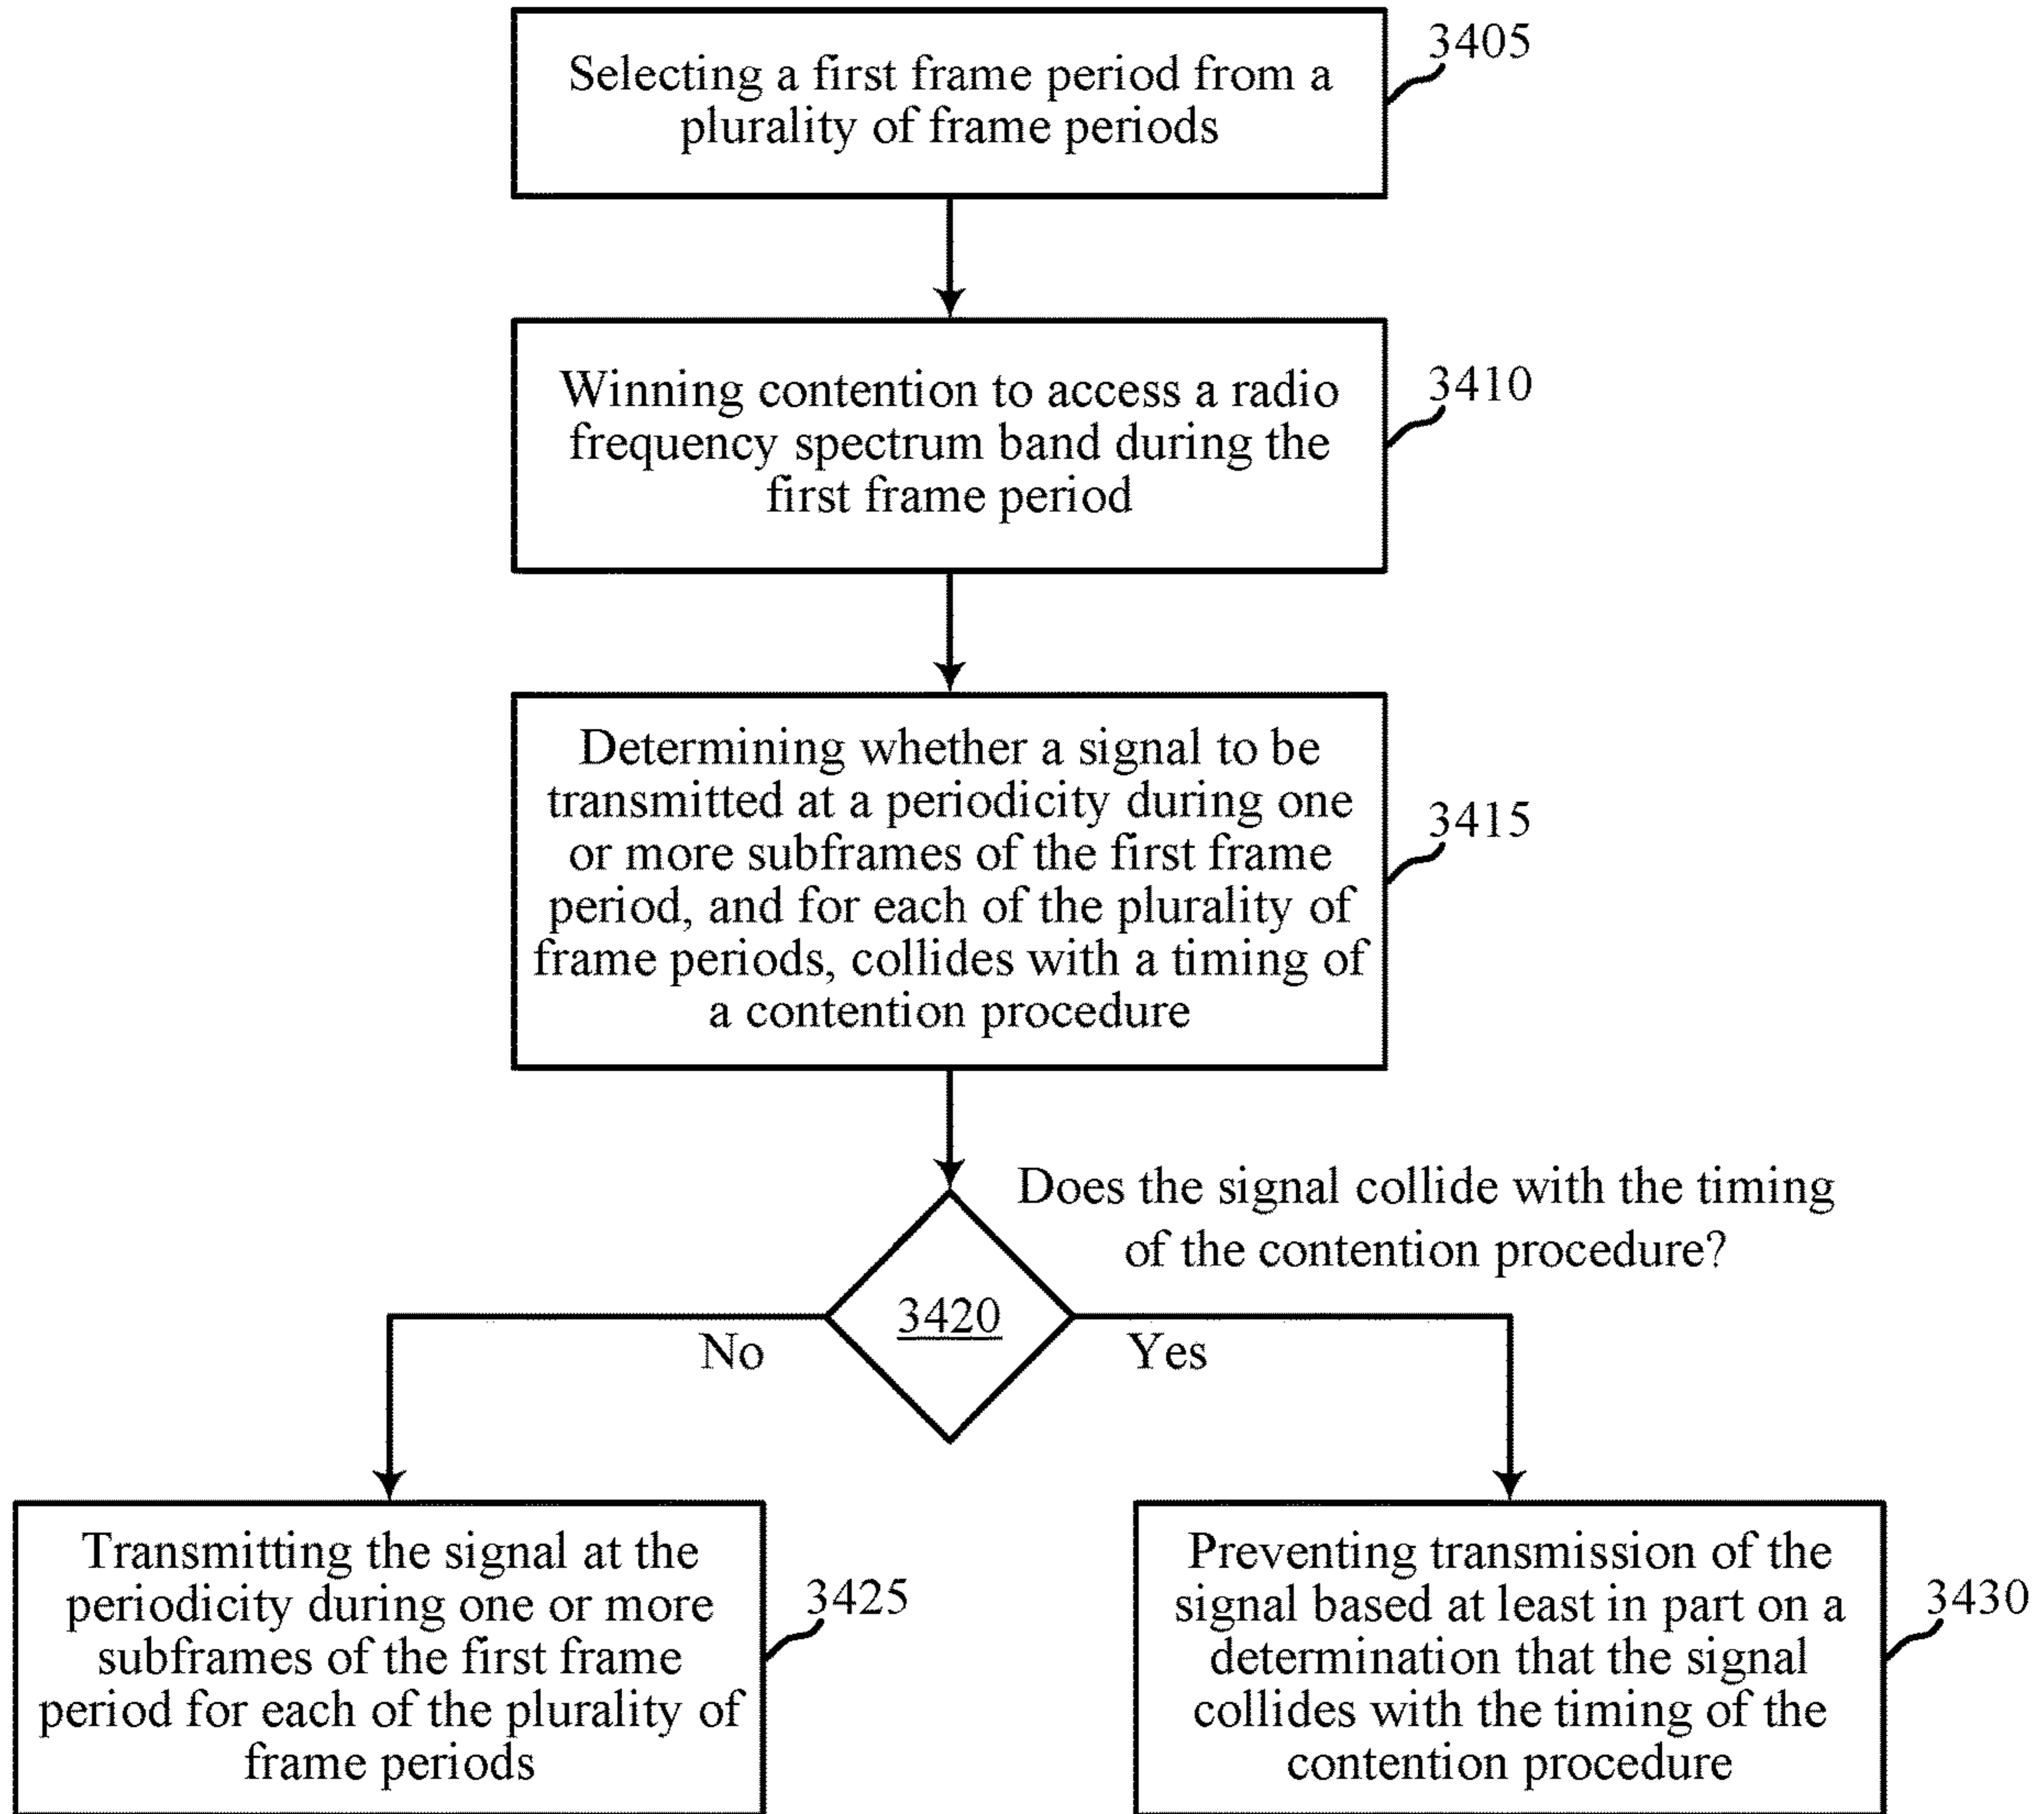 Selecting a first frame period from a
plurality of frame periods
3405
Winning contention to access a radio
frequency spectrum band during the
first frame period
3410
Determining whether a signal to be
transmitted at a periodicity during one
or more subframes of the first frame
period, and for each of the plurality of
frame periods, collides with a timing of
a contention procedure
3415
Does the signal collide with the timing
of the contention procedure?
3420
No
Yes
Transmitting the signal at the
periodicity during one or more
subframes of the first frame
period for each of the plurality of
frame periods
3425
Preventing transmission of the
signal based at least in part on a
determination that the signal
collides with the timing of the
contention procedure
3430